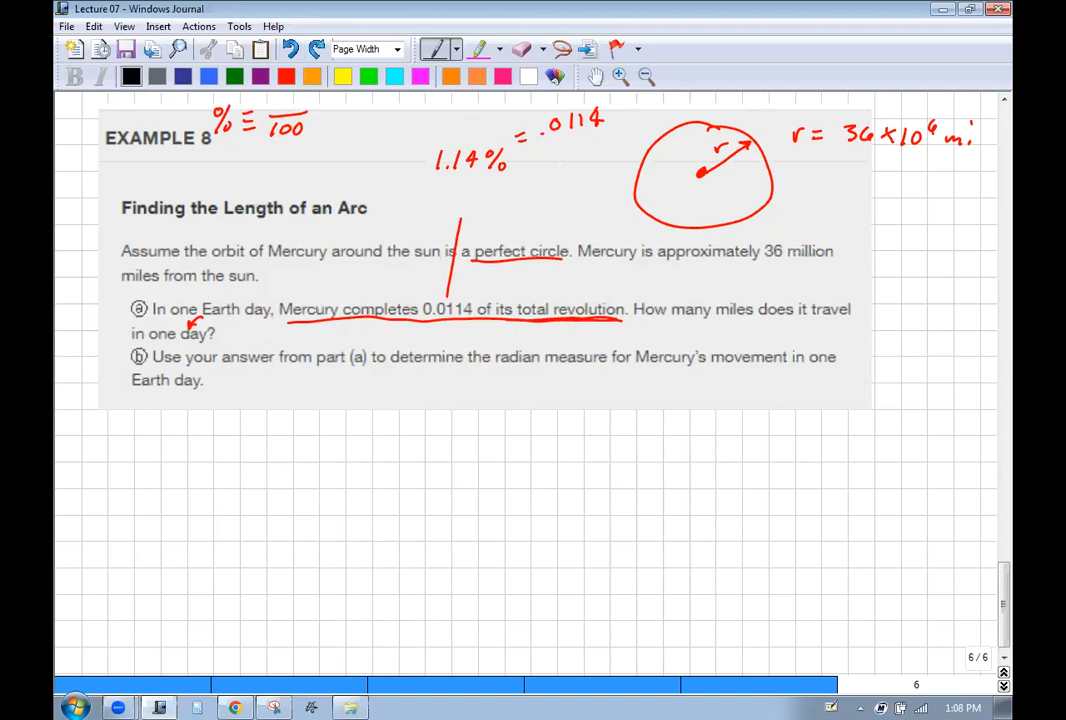 Lecture 07 - Windows Journal
File Edit View Insert Actions Tools Help
Page Width
B I
% ≡ — 100
1.14% = .0114
r
r = 36 × 10⁶ mi
EXAMPLE 8
Finding the Length of an Arc
Assume the orbit of Mercury around the sun is a perfect circle. Mercury is approximately 36 million
miles from the sun.
ⓐ In one Earth day, Mercury completes 0.0114 of its total revolution. How many miles does it travel
in one day?
ⓑ Use your answer from part (a) to determine the radian measure for Mercury's movement in one
Earth day.
6 / 6
6
1:08 PM